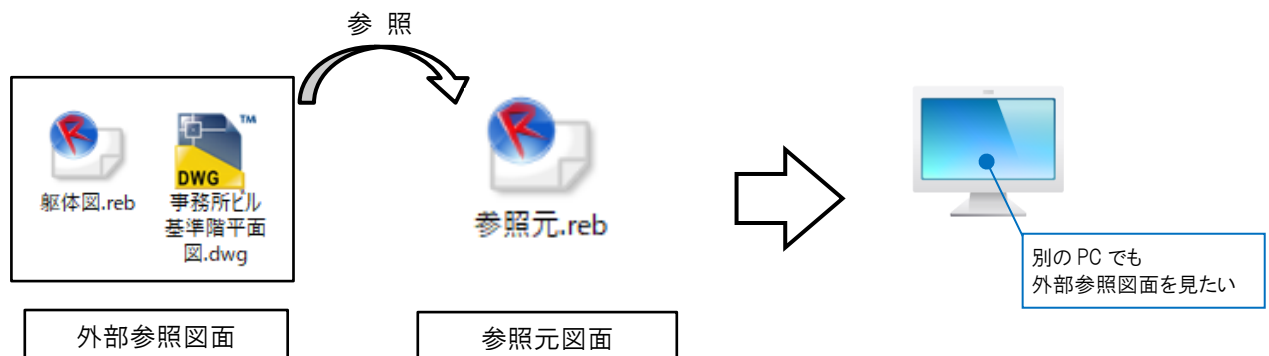 参 照
TM
DWG
躯体図.reb
事務所ビル
基準階平面
図.dwg
参照元.reb
別の PC でも
外部参照図面を見たい
外部参照図面
参照元図面